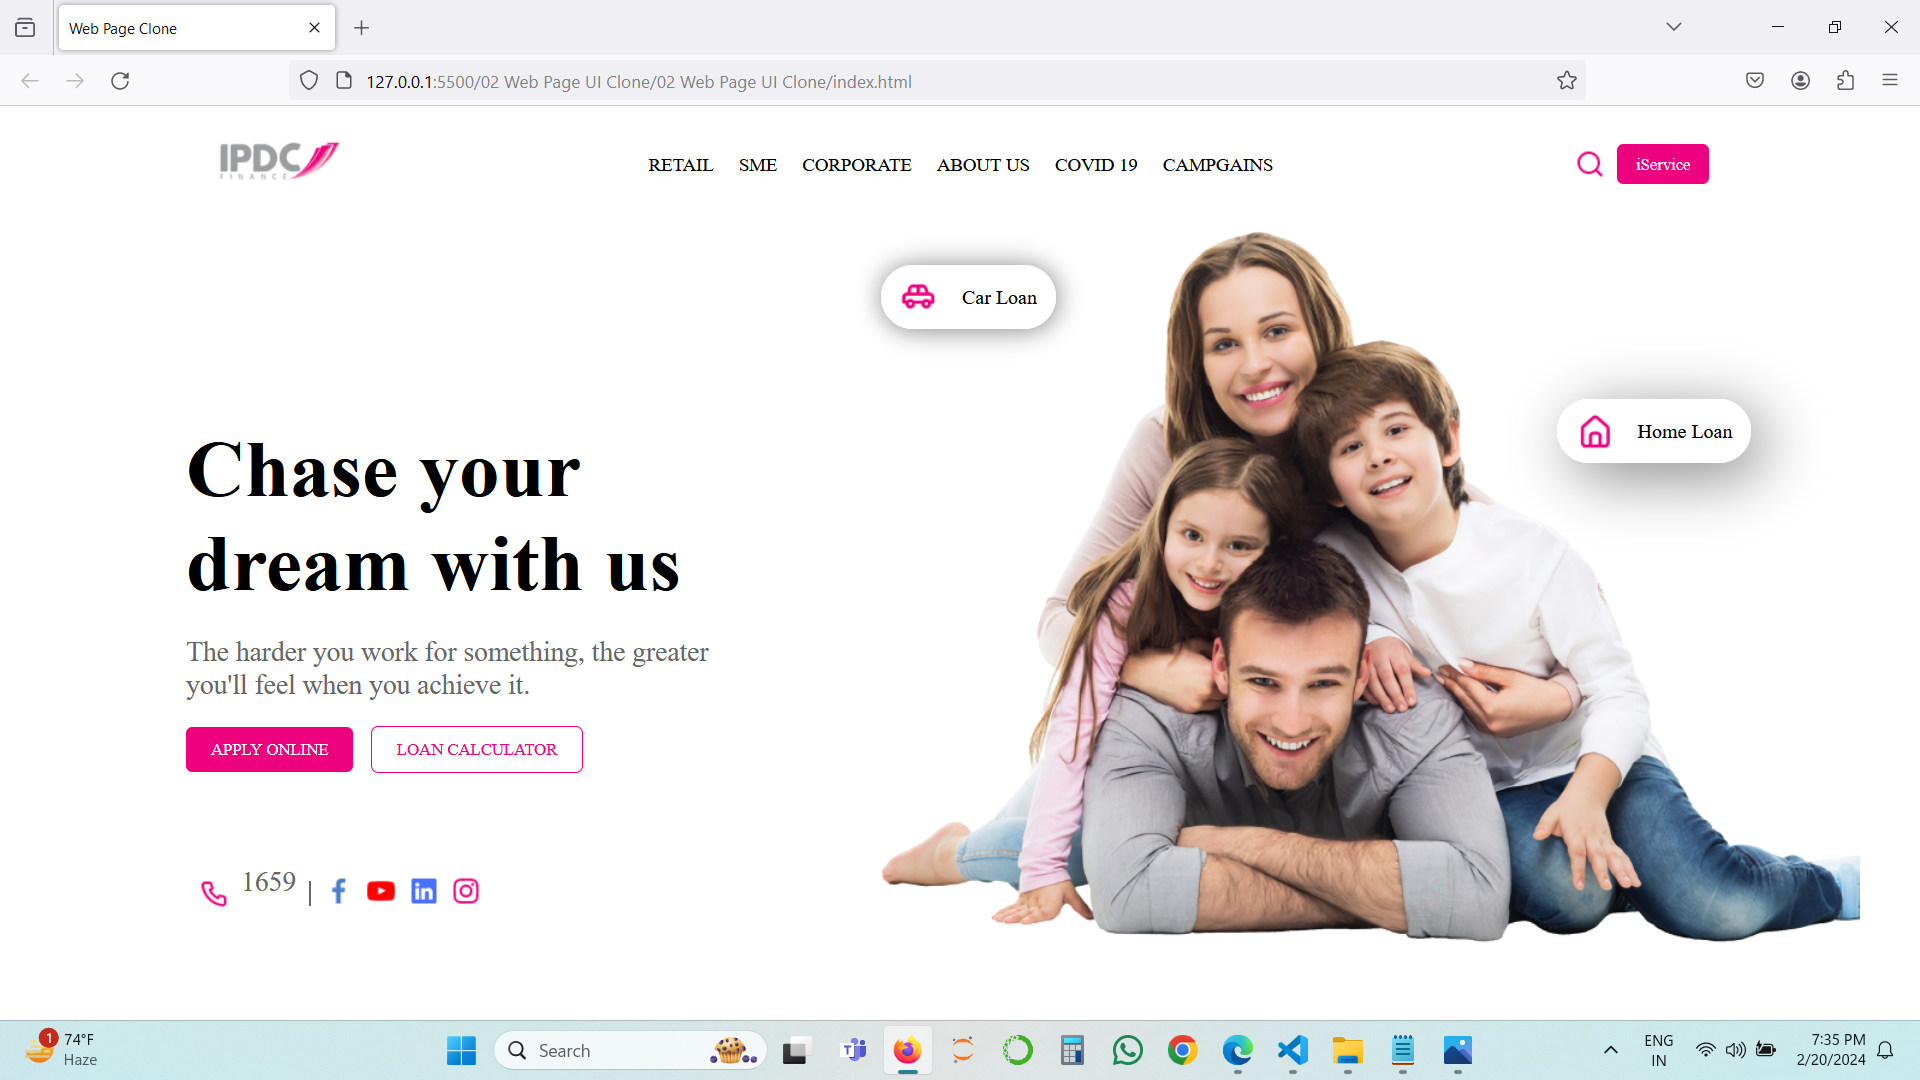 Web Page Clone
127.0.0.1:5500/02 Web Page UI Clone/02 Web Page UI Clone/index.html
IPDC
FINANCE
RETAIL SME CORPORATE ABOUT US COVID 19 CAMPGAINS
iService
Car Loan
Home Loan
Chase your
dream with us
The harder you work for something, the greater
you'll feel when you achieve it.
APPLY ONLINE LOAN CALCULATOR
1659 |
1
74°F
Haze
Search
ENG
IN
7:35 PM
2/20/2024